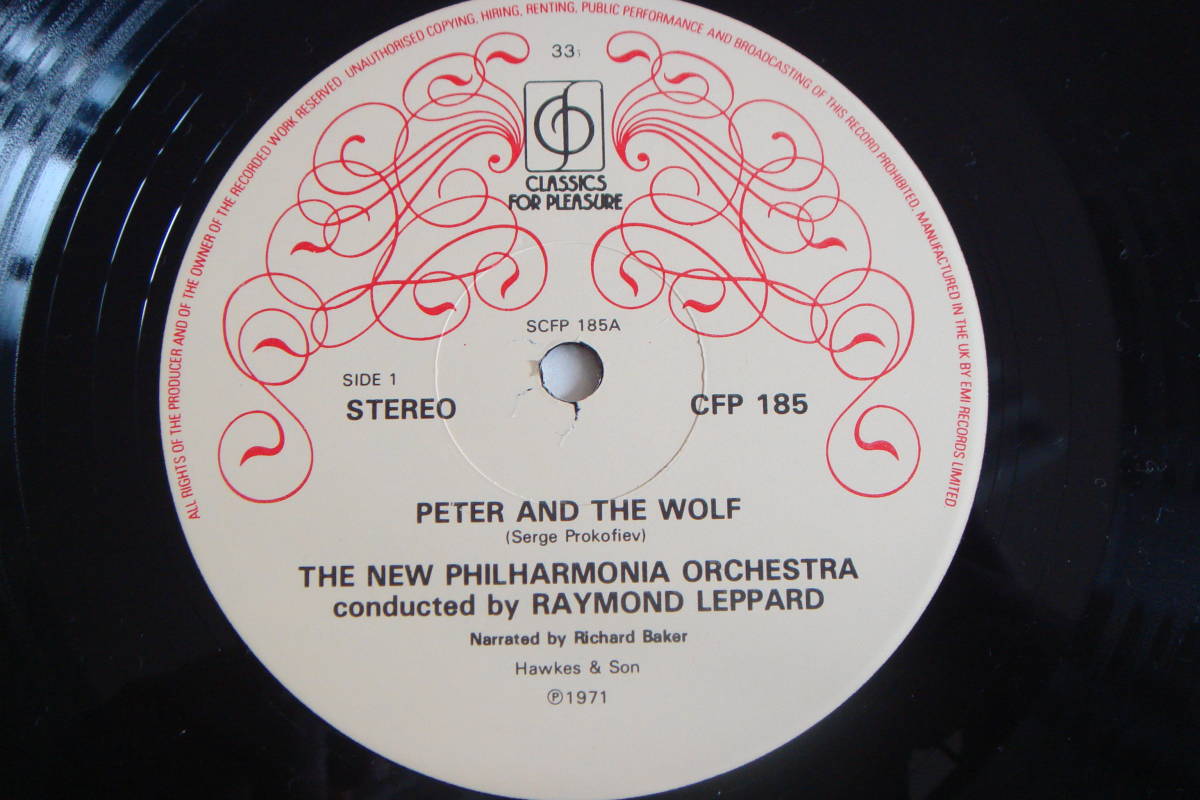 ALL RIGHTS OF THE PRODUCER AND OF THE OWNER OF THE RECORDED WORK RESERVED. UNAUTHORISED COPYING, HIRING, RENTING, PUBLIC PERFORMANCE AND BROADCASTING OF THIS RECORD PROHIBITED. MANUFACTURED IN THE UK BY EMI RECORDS LIMITED
33⅓
CLASSICS
FOR PLEASURE
SCFP 185A
SIDE 1
STEREO
CFP 185
PETER AND THE WOLF
(Serge Prokofiev)
THE NEW PHILHARMONIA ORCHESTRA
conducted by RAYMOND LEPPARD
Narrated by Richard Baker
Hawkes & Son
℗1971